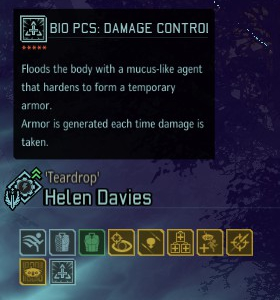 BIO PCS: DAMAGE CONTROL
*****
Floods the body with a mucus-like agent
that hardens to form a temporary
armor.
Armor is generated each time damage is
taken.
'Teardrop'
Helen Davies